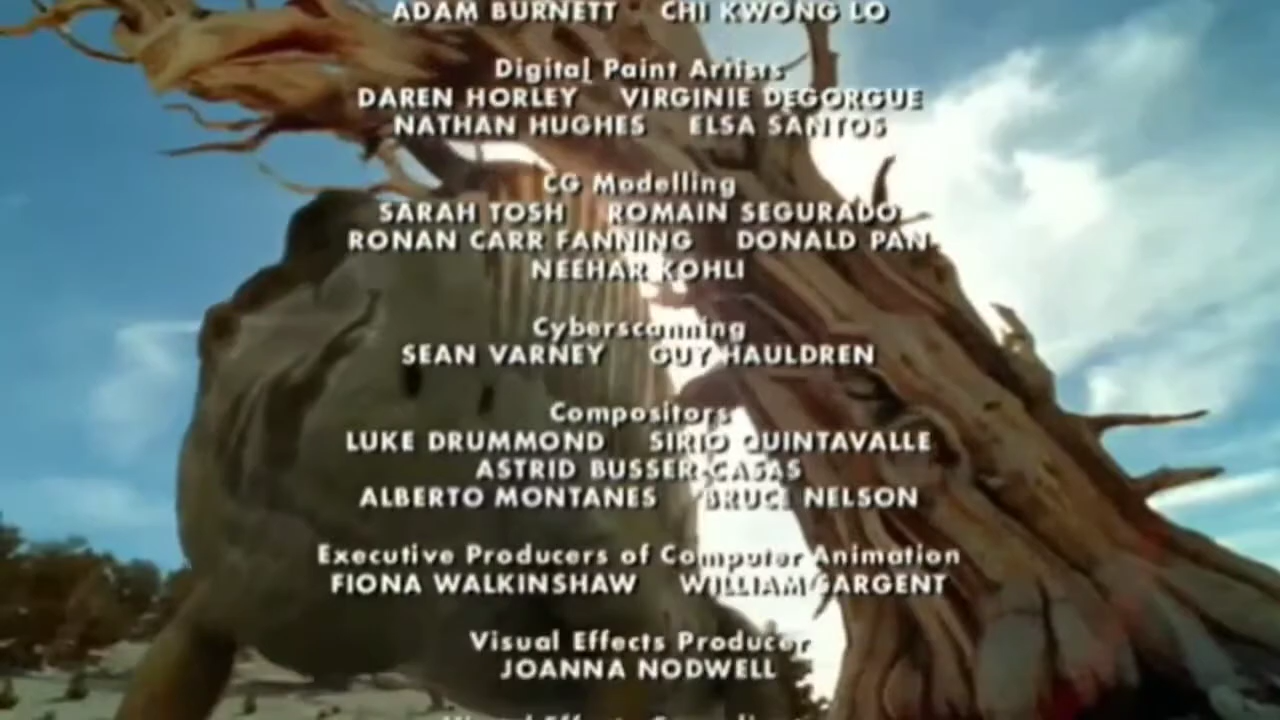 ADAM BURNETT CHI KWONG LO
Digital Paint Artists
DAREN HORLEY VIRGINIE DEGORGUE
NATHAN HUGHES ELSA SANTOS
CG Modelling
SARAH TOSH ROMAIN SEGURADO
RONAN CARR FANNING DONALD PAN
NEEHAR KOHLI
Cyberscanning
SEAN VARNEY GUY HAULDREN
Compositors
LUKE DRUMMOND SIRIO QUINTAVALLE
ASTRID BUSSER-CASAS
ALBERTO MONTANES BRUCE NELSON
Executive Producers of Computer Animation
FIONA WALKINSHAW WILLIAM SARGENT
Visual Effects Producer
JOANNA NODWELL
Visual Effects